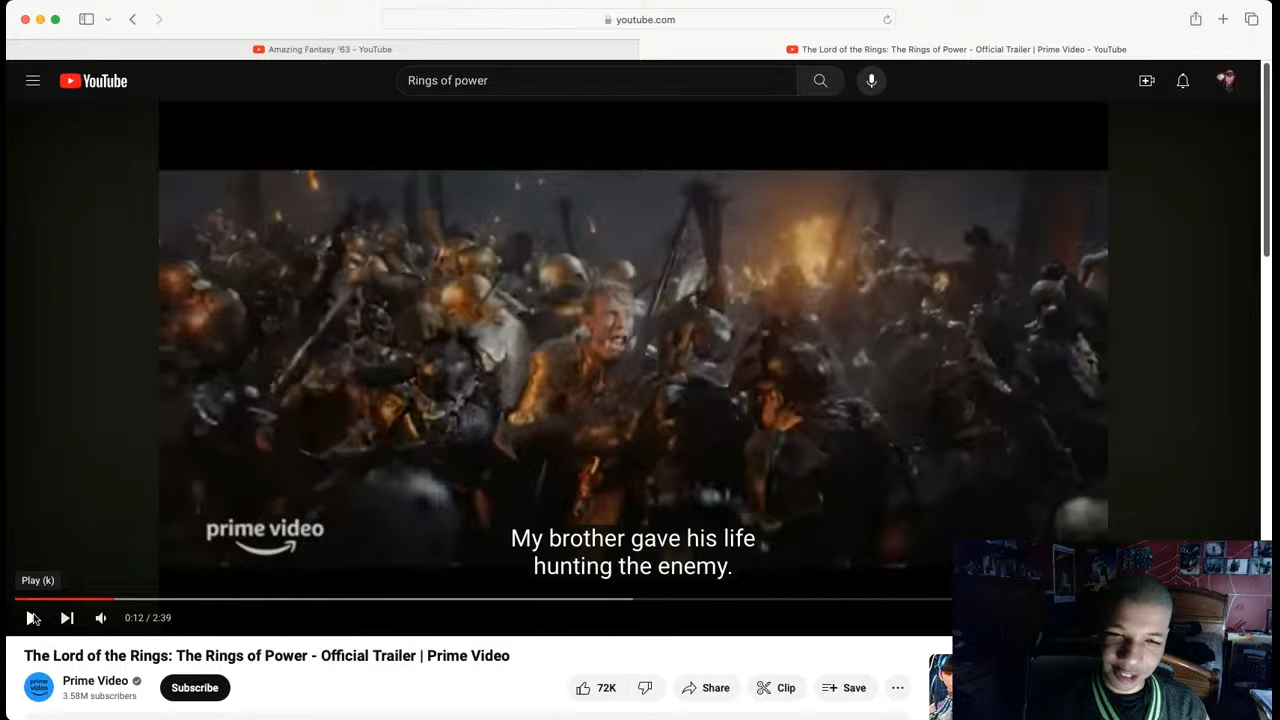 youtube.com
Amazing Fantasy '63 - YouTube
The Lord of the Rings: The Rings of Power - Official Trailer | Prime Video - YouTube
YouTube
Rings of power
prime video
My brother gave his life
hunting the enemy.
Play (k)
0:12 / 2:39
The Lord of the Rings: The Rings of Power - Official Trailer | Prime Video
prime video
Prime Video
3.58M subscribers
Subscribe
72K
Share
Clip
Save